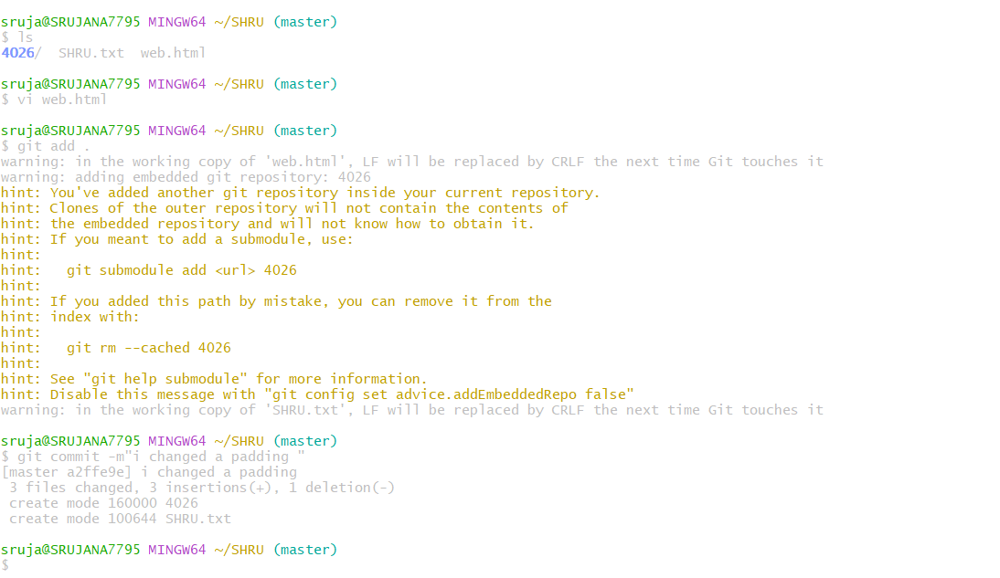 sruja@SRUJANA7795 MINGW64 ~/SHRU (master)
$ ls
4026/  SHRU.txt  web.html
sruja@SRUJANA7795 MINGW64 ~/SHRU (master)
$ vi web.html
sruja@SRUJANA7795 MINGW64 ~/SHRU (master)
$ git add .
warning: in the working copy of 'web.html', LF will be replaced by CRLF the next time Git touches it
warning: adding embedded git repository: 4026
hint: You've added another git repository inside your current repository.
hint: Clones of the outer repository will not contain the contents of
hint: the embedded repository and will not know how to obtain it.
hint: If you meant to add a submodule, use:
hint:
hint:   git submodule add <url> 4026
hint:
hint: If you added this path by mistake, you can remove it from the
hint: index with:
hint:
hint:   git rm --cached 4026
hint:
hint: See "git help submodule" for more information.
hint: Disable this message with "git config set advice.addEmbeddedRepo false"
warning: in the working copy of 'SHRU.txt', LF will be replaced by CRLF the next time Git touches it
sruja@SRUJANA7795 MINGW64 ~/SHRU (master)
$ git commit -m"i changed a padding "
[master a2ffe9e] i changed a padding
 3 files changed, 3 insertions(+), 1 deletion(-)
 create mode 160000 4026
 create mode 100644 SHRU.txt
sruja@SRUJANA7795 MINGW64 ~/SHRU (master)
$